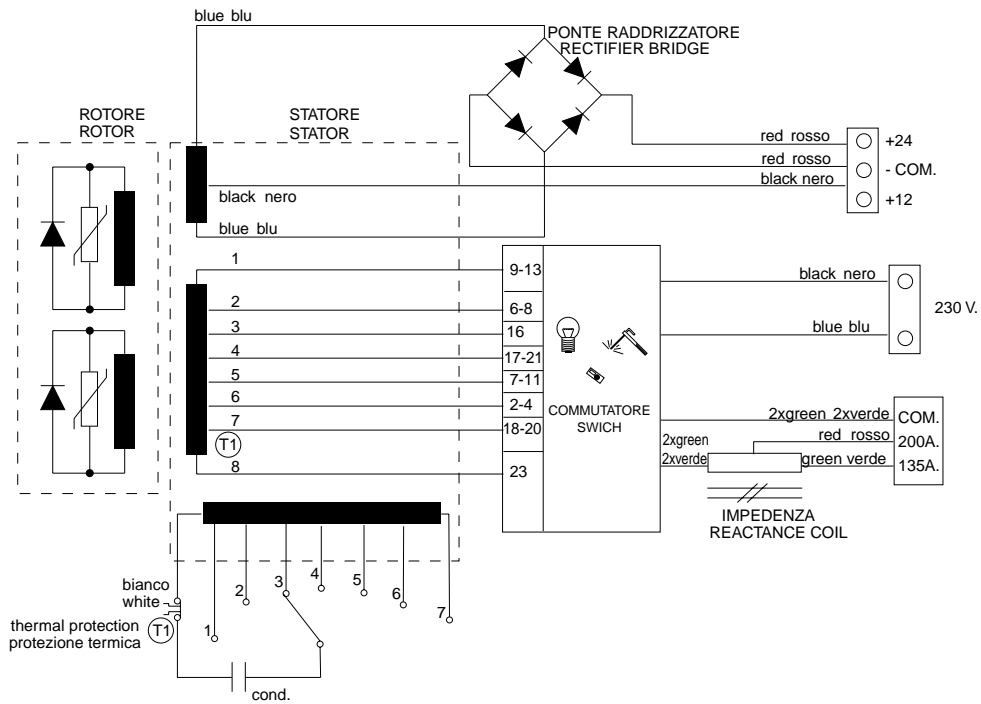 blue blu
PONTE RADDRIZZATORE
RECTIFIER BRIDGE
ROTORE
ROTOR
STATORE
STATOR
red rosso
+24
red rosso
- COM.
black nero
+12
black nero
blue blu
1
9-13
2
6-8
3
16
4
17-21
5
7-11
6
2-4
7
18-20
T1
8
23
COMMUTATORE
SWICH
black nero
230 V.
blue blu
2xgreen 2xverde
COM.
red rosso
200A.
2xgreen
2xverde
green verde
135A.
IMPEDENZA
REACTANCE COIL
bianco
white
thermal protection
protezione termica
T1
1
2
3
4
5
6
7
cond.